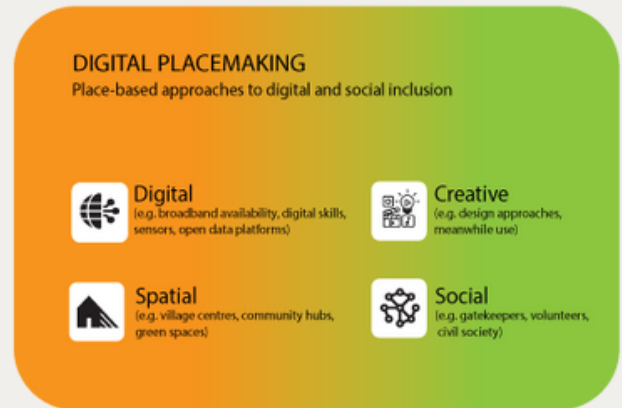 DIGITAL PLACEMAKING
Place-based approaches to digital and social inclusion
Digital
(e.g. broadband availability, digital skills,
sensors, open data platforms)
Creative
(e.g. design approaches,
meanwhile use)
Spatial
(e.g. village centres, community hubs,
green spaces)
Social
(e.g. gatekeepers, volunteers,
civil society)